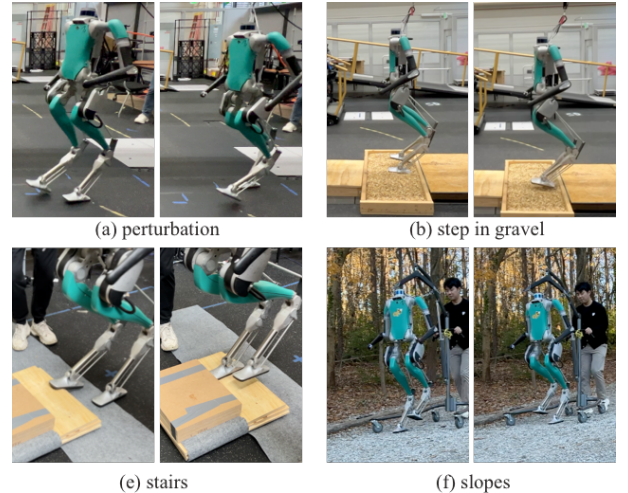 (a) perturbation
(b) step in gravel
(e) stairs
(f) slopes